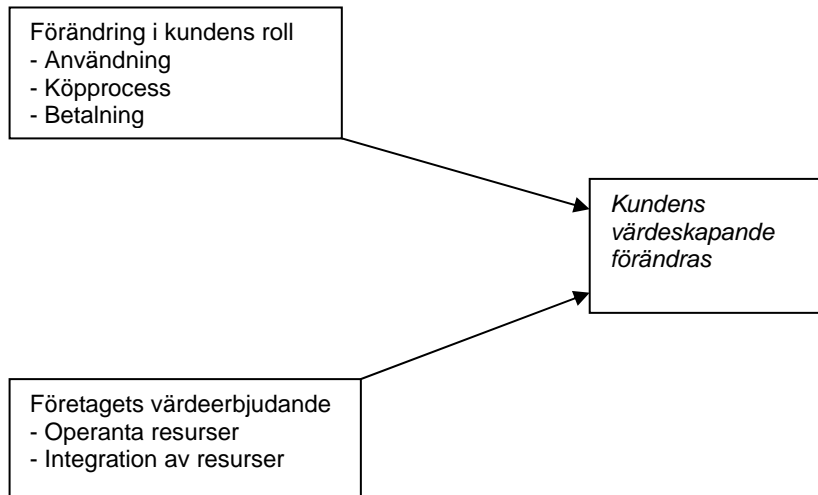 Förändring i kundens roll
- Användning
- Köpprocess
- Betalning
Kundens
värdeskapande
förändras
Företagets värdeerbjudande
- Operanta resurser
- Integration av resurser